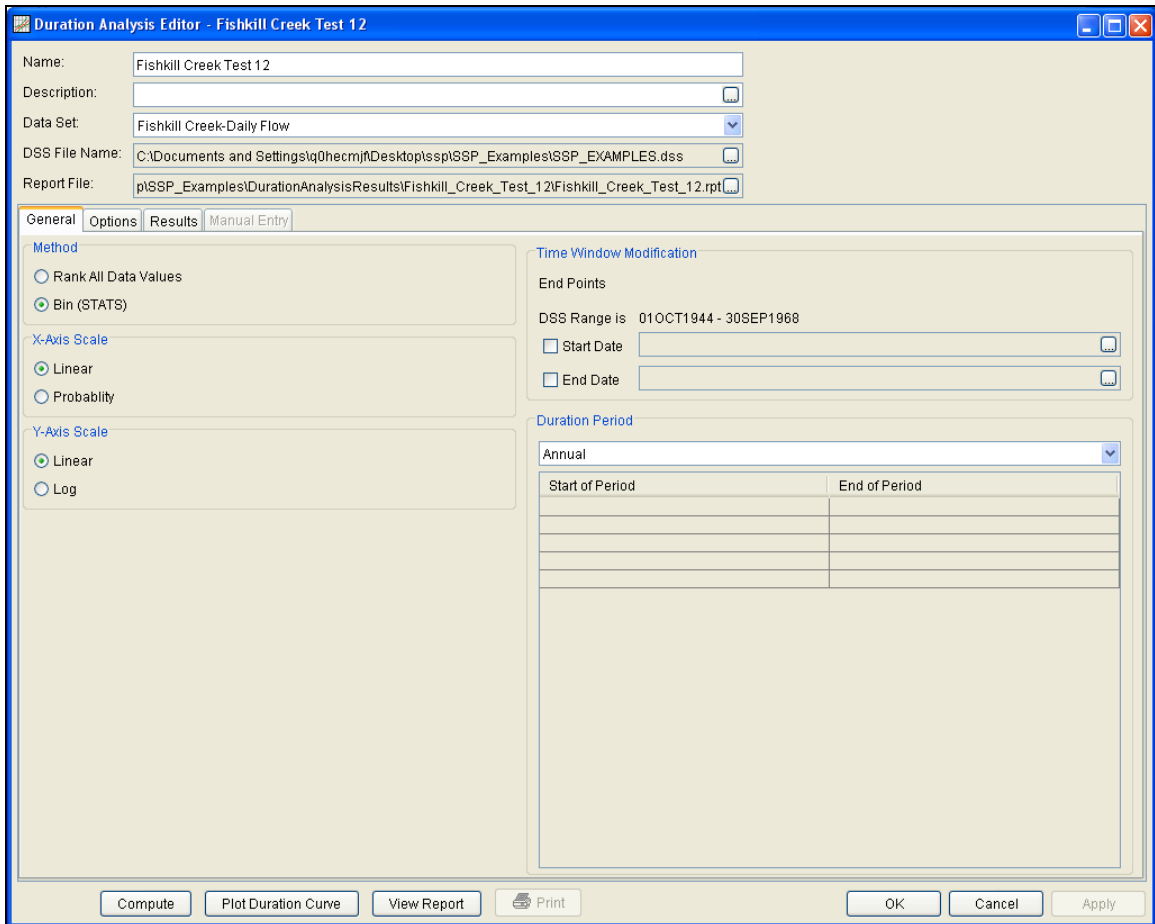 Duration Analysis Editor - Fishkill Creek Test 12
Name: Fishkill Creek Test 12
Description:
Data Set: Fishkill Creek-Daily Flow
DSS File Name: C:\Documents and Settings\q0hecmjf\Desktop\ssp\SSP_Examples\SSP_EXAMPLES.dss
Report File: p\SSP_Examples\DurationAnalysisResults\Fishkill_Creek_Test_12\Fishkill_Creek_Test_12.rpt
General Options Results Manual Entry
Method
Rank All Data Values
Bin (STATS)
X-Axis Scale
Linear
Probablity
Y-Axis Scale
Linear
Log
Time Window Modification
End Points
DSS Range is 01OCT1944 - 30SEP1968
Start Date
End Date
Duration Period
Annual
Start of Period End of Period
Compute Plot Duration Curve View Report Print OK Cancel Apply